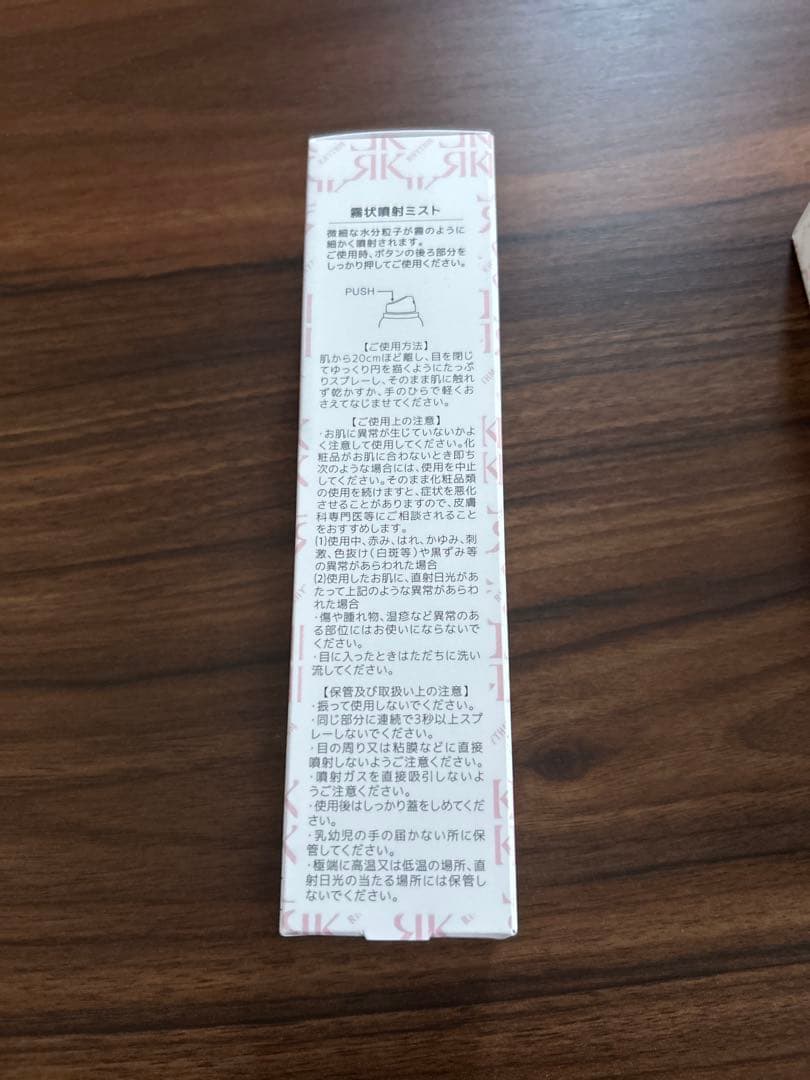 霧状噴射ミスト
微細な水分粒子が霧のように
細かく噴射されます。
ご使用時、ボタンの後ろ部分を
しっかり押してご使用ください。
PUSH
【ご使用方法】
肌から20cmほど離し、目を閉じ
てゆっくり円を描くようにたっぷ
りスプレーし、そのまま肌に触れ
ず乾かすか、手のひらで軽くお
さえてなじませてください。
【ご使用上の注意】
・お肌に異常が生じていないかよ
く注意して使用してください。化
粧品がお肌に合わないとき即ち
次のような場合には、使用を中止
してください。そのまま化粧品類
の使用を続けますと、症状を悪化
させることがありますので、皮膚
科専門医等にご相談されること
をおすすめします。
(1)使用中、赤み、はれ、かゆみ、刺
激、色抜け(白斑等)や黒ずみ等
の異常があらわれた場合
(2)使用したお肌に、直射日光が
あたって上記のような異常があらわ
れた場合
・傷や腫れ物、湿疹など異常のあ
る部位にはお使いにならないで
ください。
・目に入ったときはただちに洗い
流してください。
【保管及び取扱い上の注意】
・振って使用しないでください。
・同じ部分に連続で3秒以上スプ
レーしないでください。
・目の周り又は粘膜などに直接
噴射しないようご注意ください。
・噴射ガスを直接吸引しないよ
うご注意ください。
・使用後はしっかり蓋をしめてくだ
さい。
・乳幼児の手の届かない所に保
管してください。
・極端に高温又は低温の場所、直
射日光の当たる場所には保管し
ないでください。